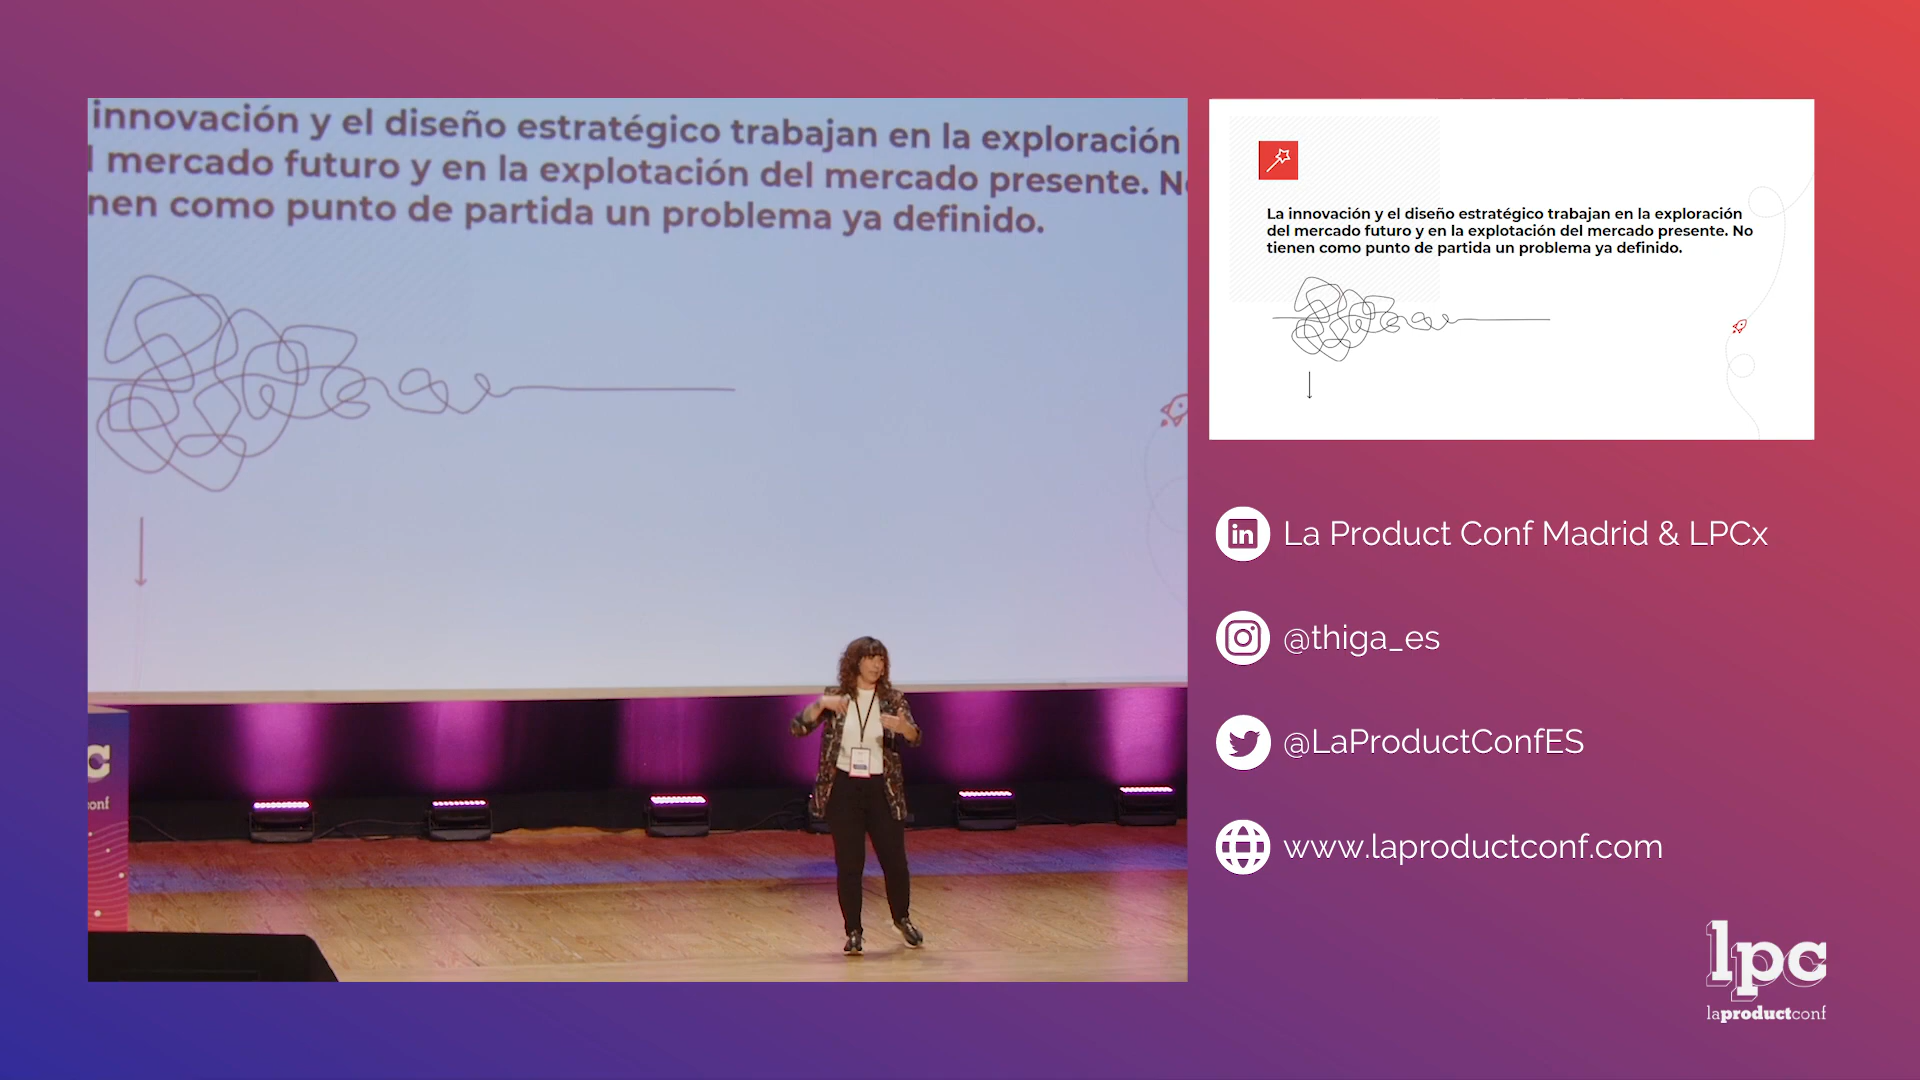 innovación y el diseño estratégico trabajan en la exploración
l mercado futuro y en la explotación del mercado presente. No
nen como punto de partida un problema ya definido.
c
conf
La innovación y el diseño estratégico trabajan en la exploración
del mercado futuro y en la explotación del mercado presente. No
tienen como punto de partida un problema ya definido.
in La Product Conf Madrid & LPCx
@thiga_es
@LaProductConfES
www.laproductconf.com
lpc
laproductconf